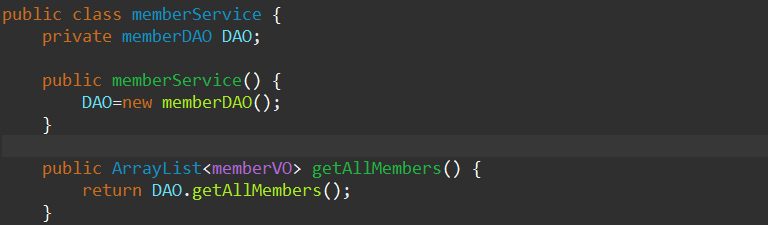 public class memberService {
    private memberDAO DAO;

    public memberService() {
        DAO=new memberDAO();
    }

    public ArrayList<memberVO> getAllMembers() {
        return DAO.getAllMembers();
    }